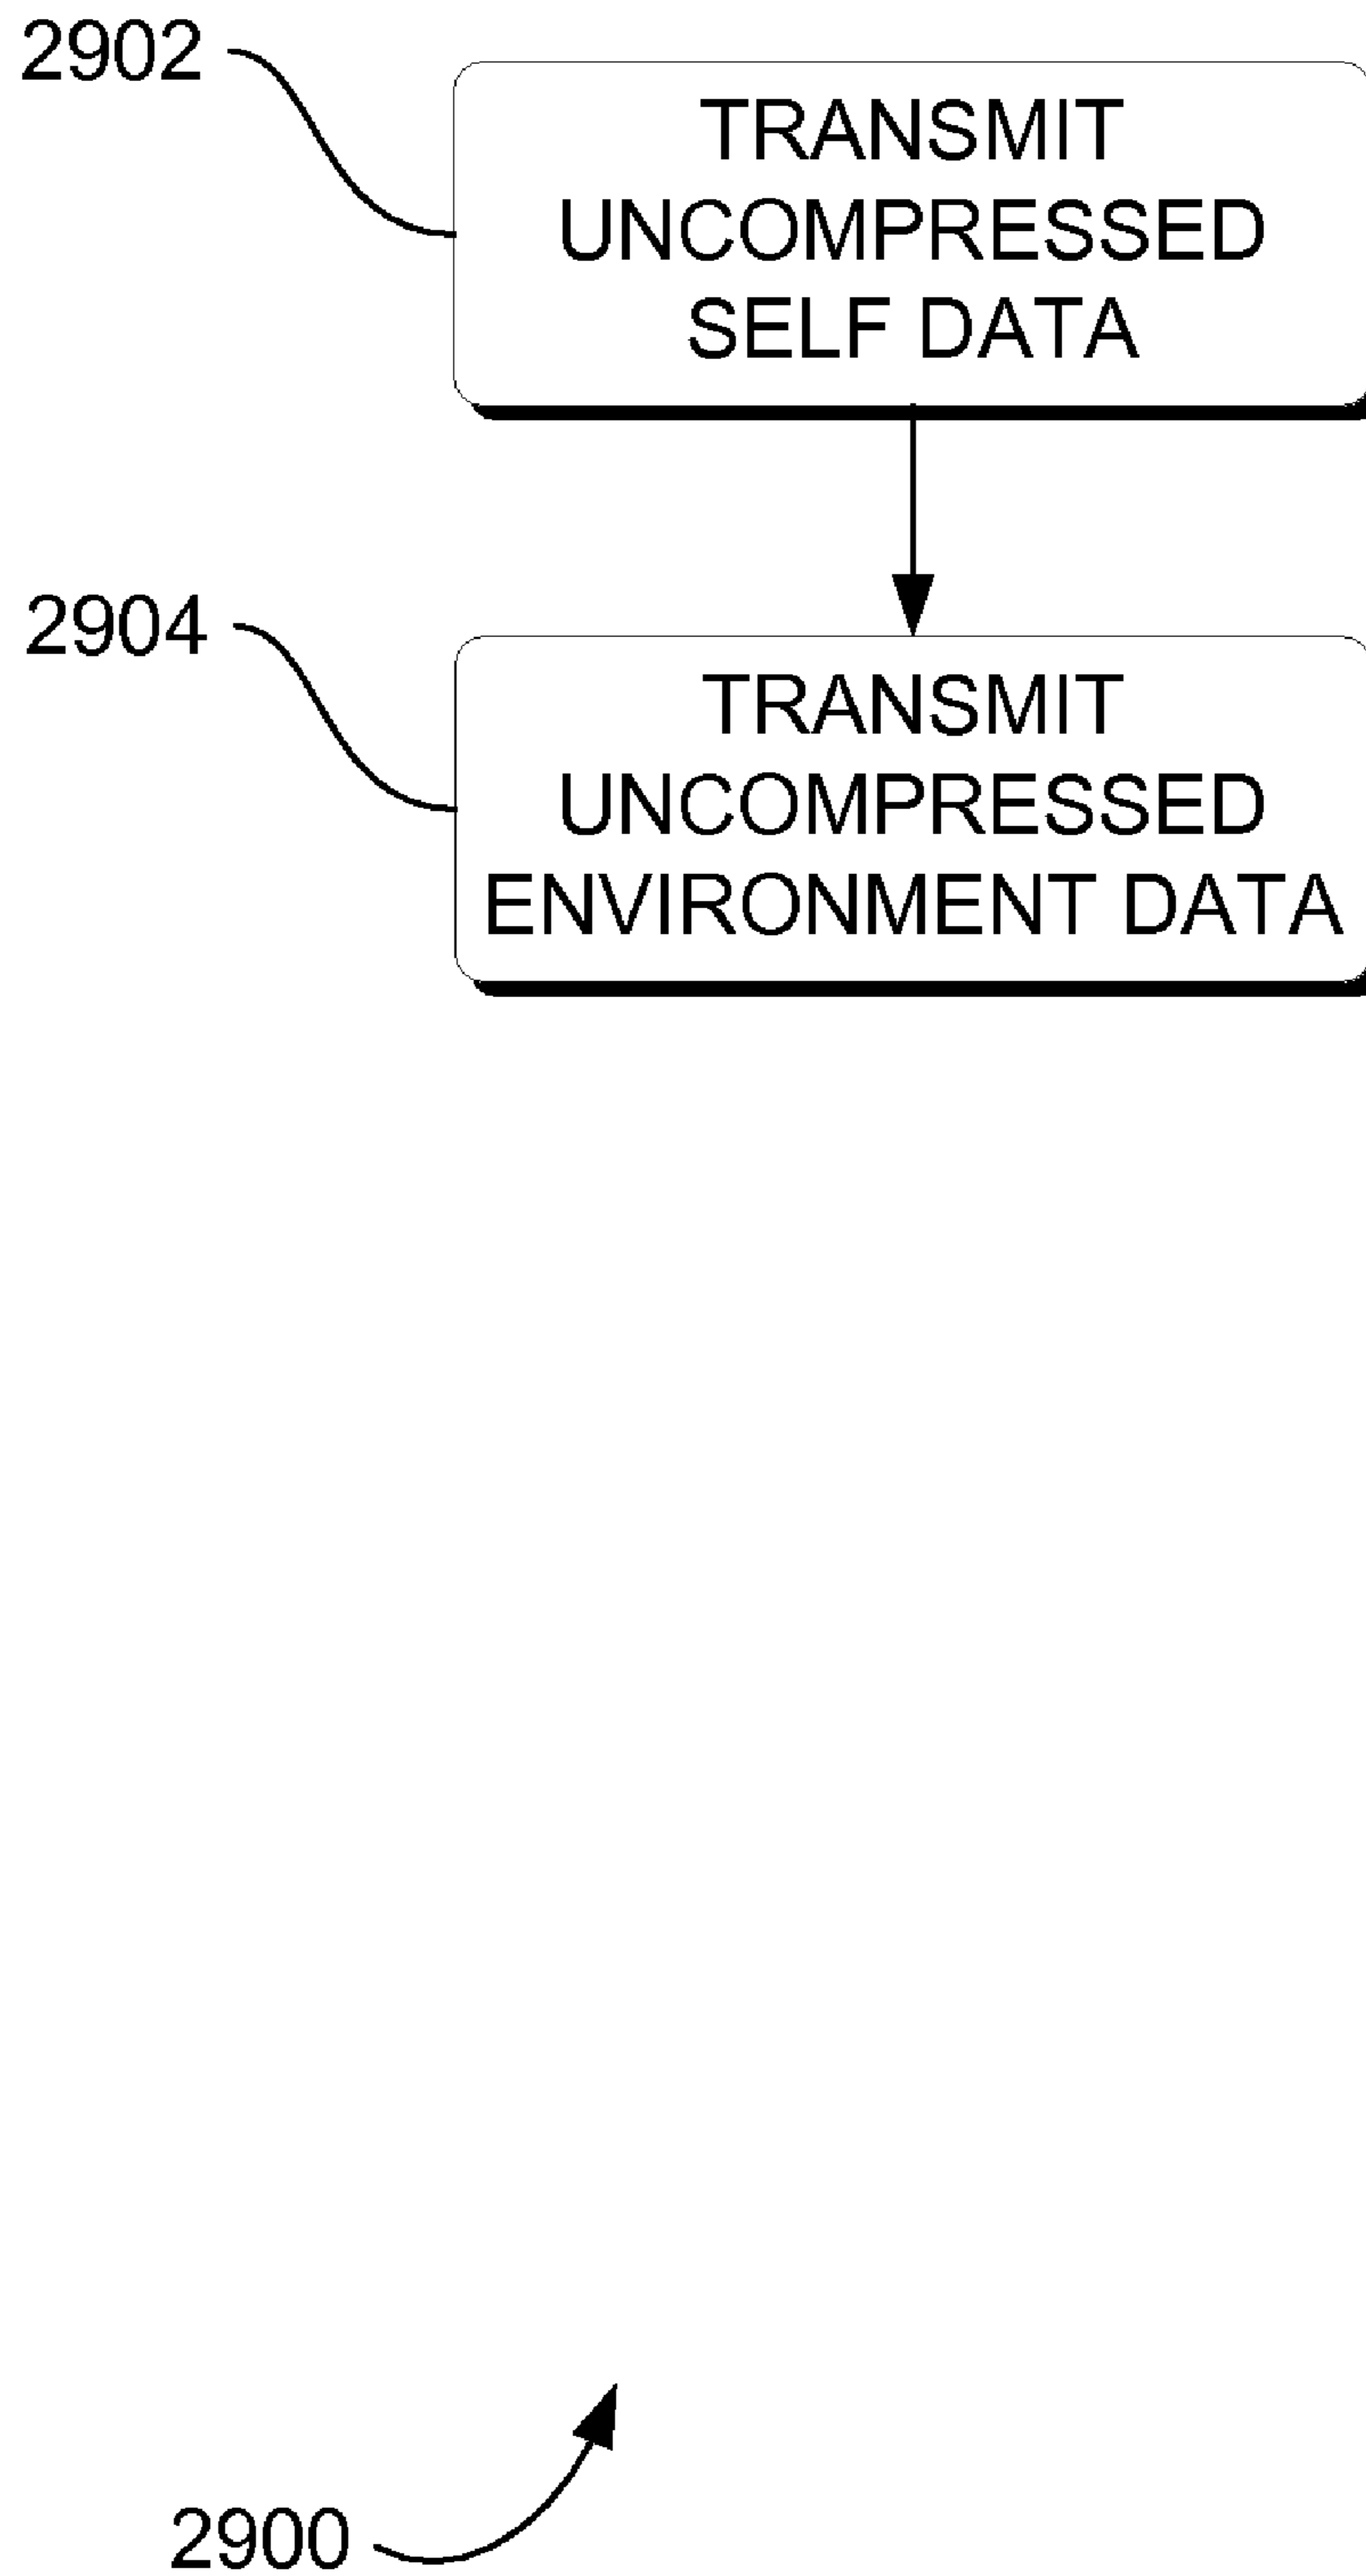 2902
TRANSMIT
UNCOMPRESSED
SELF DATA
2904
TRANSMIT
UNCOMPRESSED
ENVIRONMENT DATA
2900